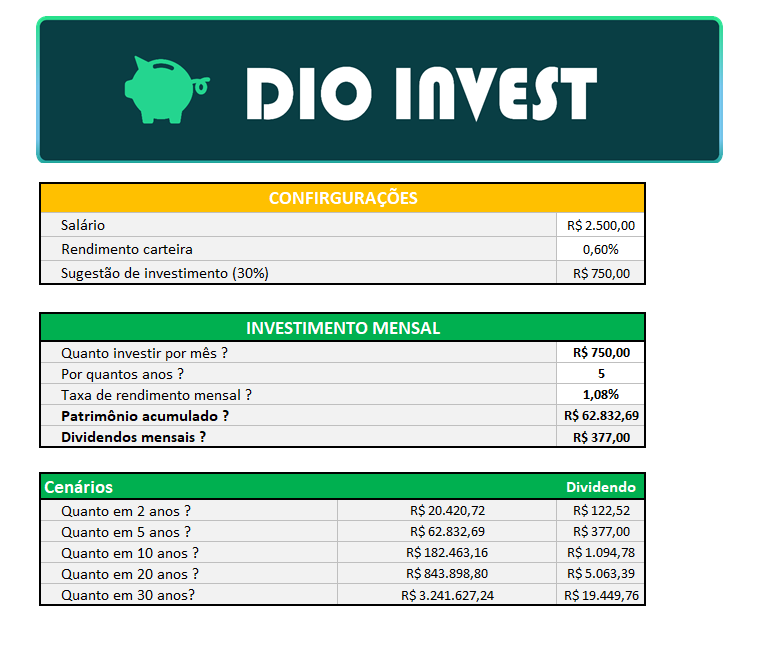 DIO INVEST
CONFIRGURAÇÕES
Salário R$ 2.500,00
Rendimento carteira 0,60%
Sugestão de investimento (30%) R$ 750,00
INVESTIMENTO MENSAL
Quanto investir por mês ? R$ 750,00
Por quantos anos ? 5
Taxa de rendimento mensal ? 1,08%
Patrimônio acumulado ? R$ 62.832,69
Dividendos mensais ? R$ 377,00
Cenários Dividendo
Quanto em 2 anos ? R$ 20.420,72 R$ 122,52
Quanto em 5 anos ? R$ 62.832,69 R$ 377,00
Quanto em 10 anos ? R$ 182.463,16 R$ 1.094,78
Quanto em 20 anos ? R$ 843.898,80 R$ 5.063,39
Quanto em 30 anos? R$ 3.241.627,24 R$ 19.449,76